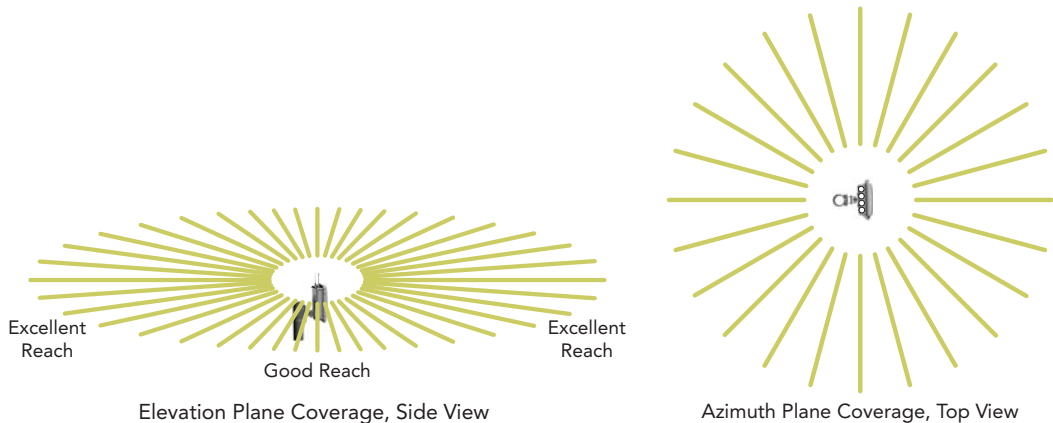 Excellent
Reach
Good Reach
Excellent
Reach
Elevation Plane Coverage, Side View
Azimuth Plane Coverage, Top View